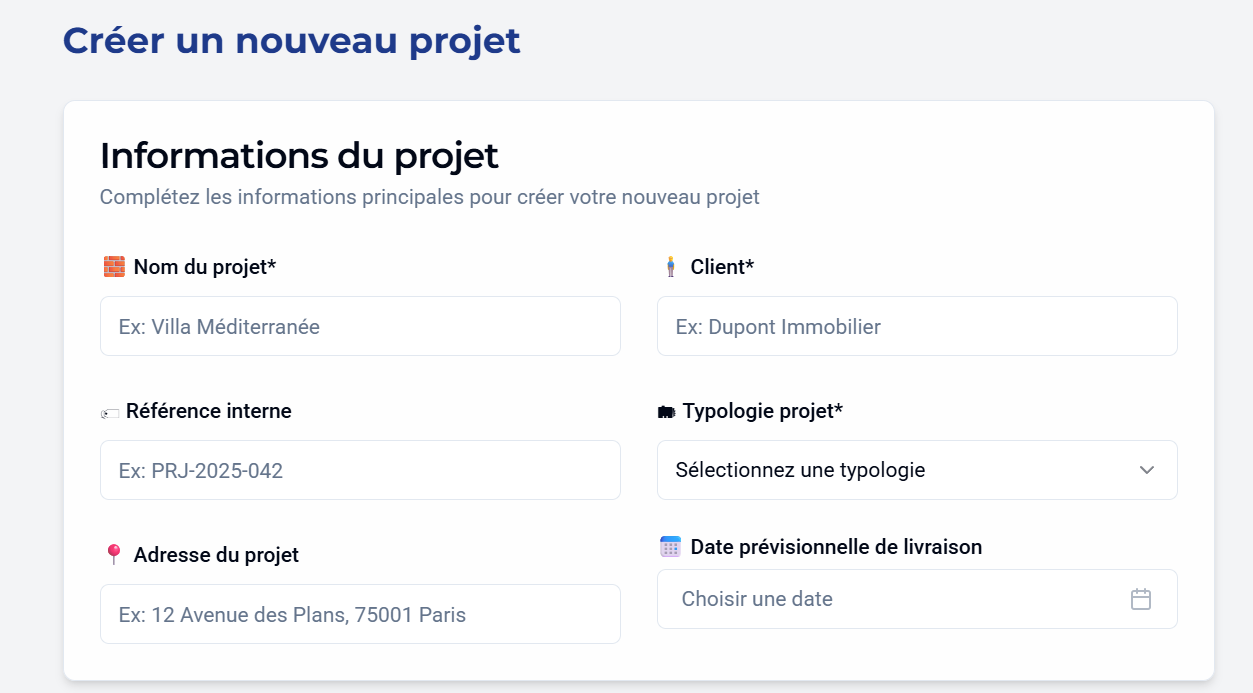 Créer un nouveau projet
Informations du projet
Complétez les informations principales pour créer votre nouveau projet
Nom du projet*
Client*
Ex: Villa Méditerranée
Ex: Dupont Immobilier
Référence interne
Typologie projet*
Ex: PRJ-2025-042
Sélectionnez une typologie
Adresse du projet
Date prévisionnelle de livraison
Ex: 12 Avenue des Plans, 75001 Paris
Choisir une date